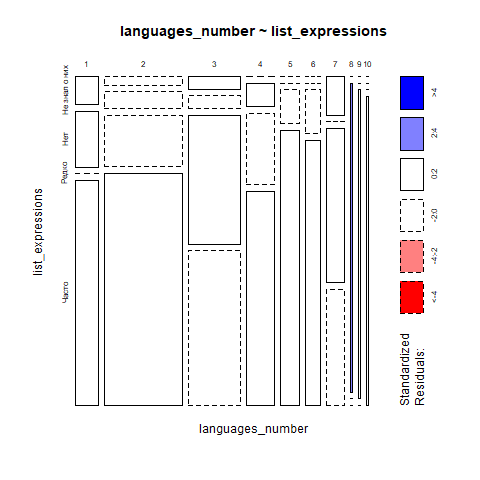 languages_number ~ list_expressions
1 2 3 4 5 6 7 8 9 10
Не знал о них
Нет
Редко
Часто
list_expressions
languages_number
>4
2:4
0:2
-2:0
-4:-2
<-4
Standardized
Residuals: